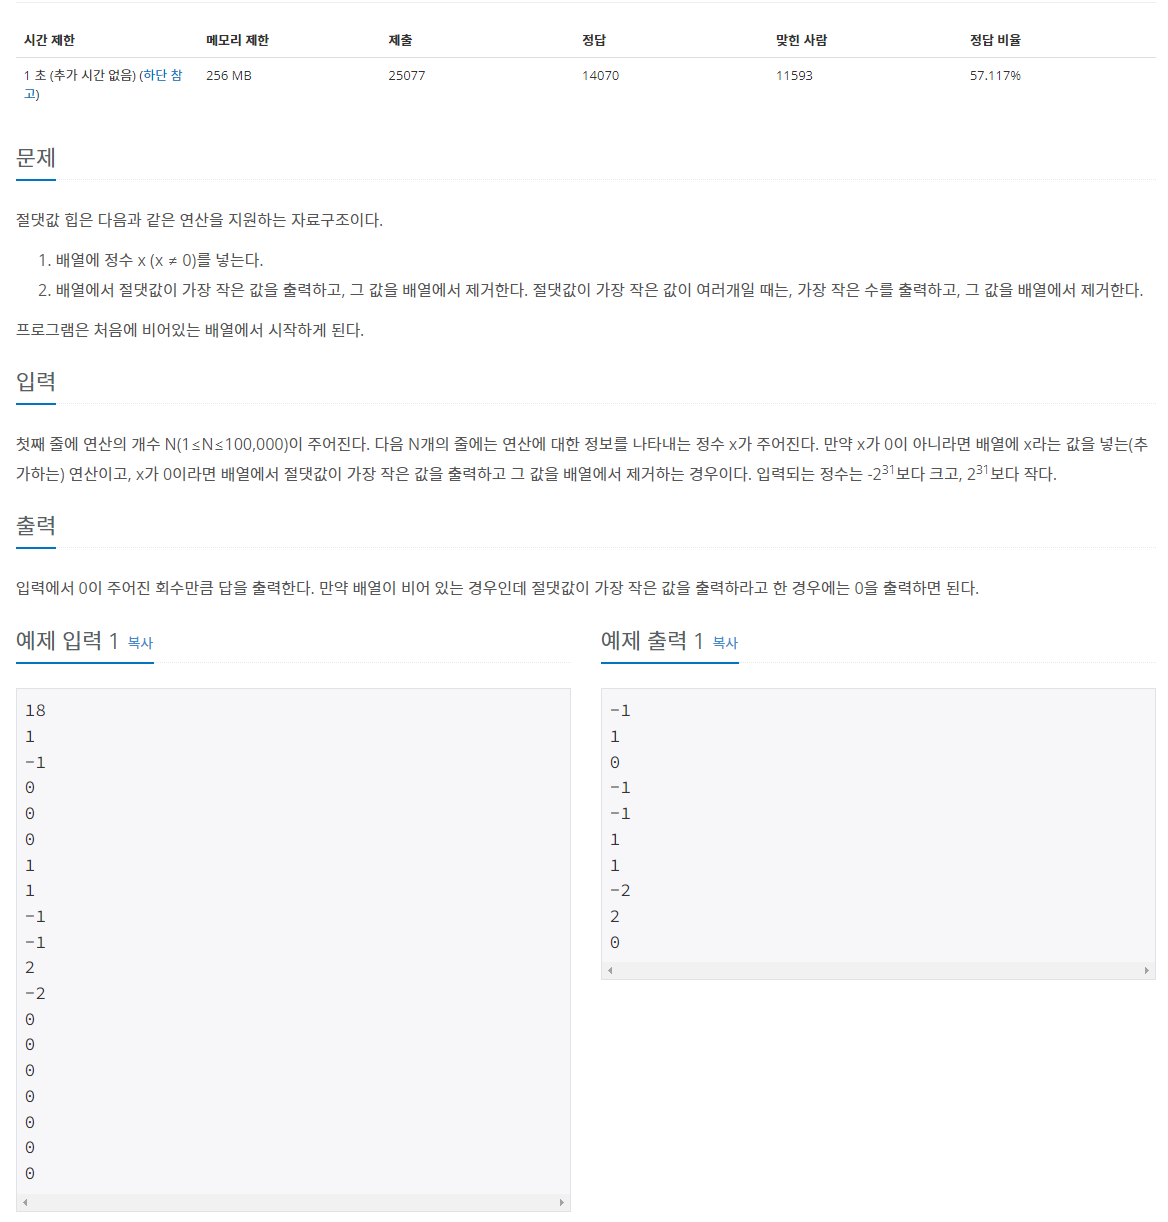 시간 제한 메모리 제한 제출 정답 맞힌 사람 정답 비율
1 초 (추가 시간 없음) (하단 참 256 MB 25077 14070 11593 57.117%
고)
문제
절댓값 힙은 다음과 같은 연산을 지원하는 자료구조이다.
1. 배열에 정수 x (x ≠ 0)를 넣는다.
2. 배열에서 절댓값이 가장 작은 값을 출력하고, 그 값을 배열에서 제거한다. 절댓값이 가장 작은 값이 여러개일 때는, 가장 작은 수를 출력하고, 그 값을 배열에서 제거한다.
프로그램은 처음에 비어있는 배열에서 시작하게 된다.
입력
첫째 줄에 연산의 개수 N(1≤N≤100,000)이 주어진다. 다음 N개의 줄에는 연산에 대한 정보를 나타내는 정수 x가 주어진다. 만약 x가 0이 아니라면 배열에 x라는 값을 넣는(추
가하는) 연산이고, x가 0이라면 배열에서 절댓값이 가장 작은 값을 출력하고 그 값을 배열에서 제거하는 경우이다. 입력되는 정수는 -2³¹보다 크고, 2³¹보다 작다.
출력
입력에서 0이 주어진 회수만큼 답을 출력한다. 만약 배열이 비어 있는 경우인데 절댓값이 가장 작은 값을 출력하라고 한 경우에는 0을 출력하면 된다.
예제 입력 1 복사
18
1
-1
0
0
0
1
1
-1
-1
2
-2
0
0
0
0
0
0
0
예제 출력 1 복사
-1
1
0
-1
-1
1
1
-2
2
0